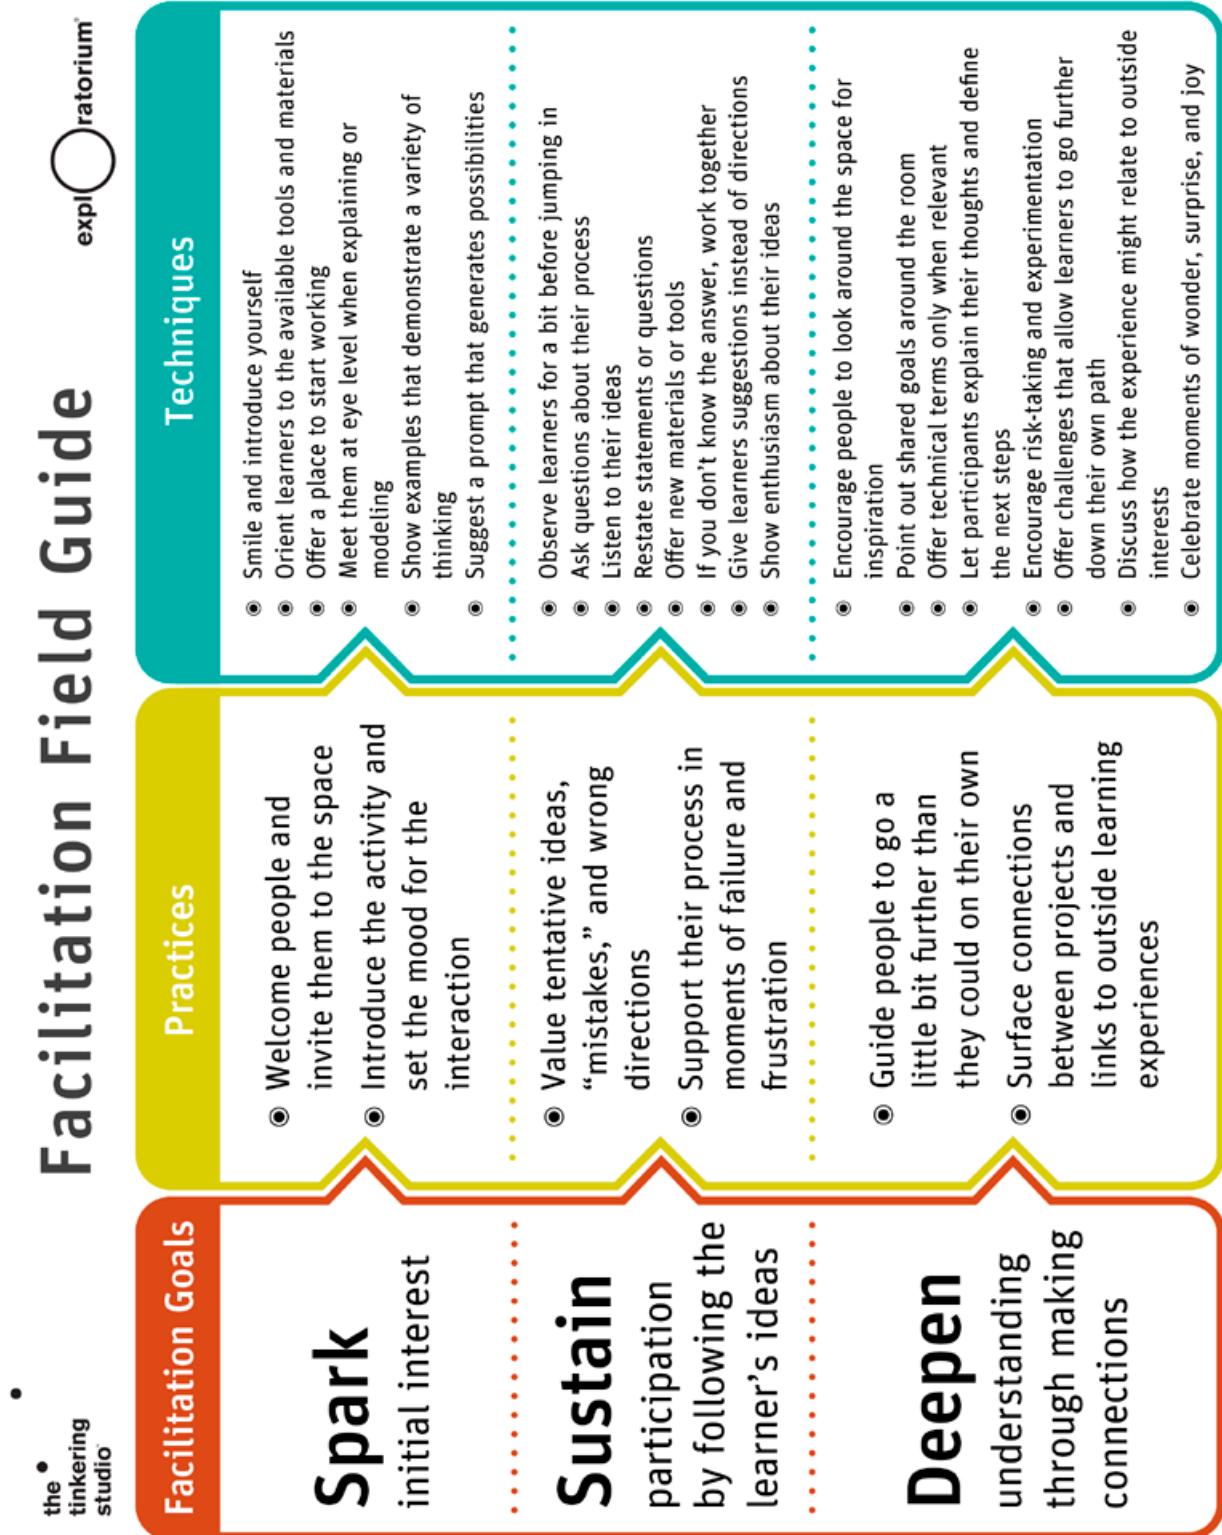 the
tinkering
studio
Facilitation Field Guide
expl ratorium
Facilitation Goals
Practices
Techniques
Spark
initial interest
● Welcome people and
invite them to the space
● Introduce the activity and
set the mood for the
interaction
● Smile and introduce yourself
● Orient learners to the available tools and materials
● Offer a place to start working
● Meet them at eye level when explaining or
modeling
● Show examples that demonstrate a variety of
thinking
● Suggest a prompt that generates possibilities
Sustain
participation
by following the
learner's ideas
● Value tentative ideas,
“mistakes,” and wrong
directions
● Support their process in
moments of failure and
frustration
● Observe learners for a bit before jumping in
● Ask questions about their process
● Listen to their ideas
● Restate statements or questions
● Offer new materials or tools
● If you don't know the answer, work together
● Give learners suggestions instead of directions
● Show enthusiasm about their ideas
Deepen
understanding
through making
connections
● Guide people to go a
little bit further than
they could on their own
● Surface connections
between projects and
links to outside learning
experiences
● Encourage people to look around the space for
inspiration
● Point out shared goals around the room
● Offer technical terms only when relevant
● Let participants explain their thoughts and define
the next steps
● Encourage risk-taking and experimentation
● Offer challenges that allow learners to go further
down their own path
● Discuss how the experience might relate to outside
interests
● Celebrate moments of wonder, surprise, and joy